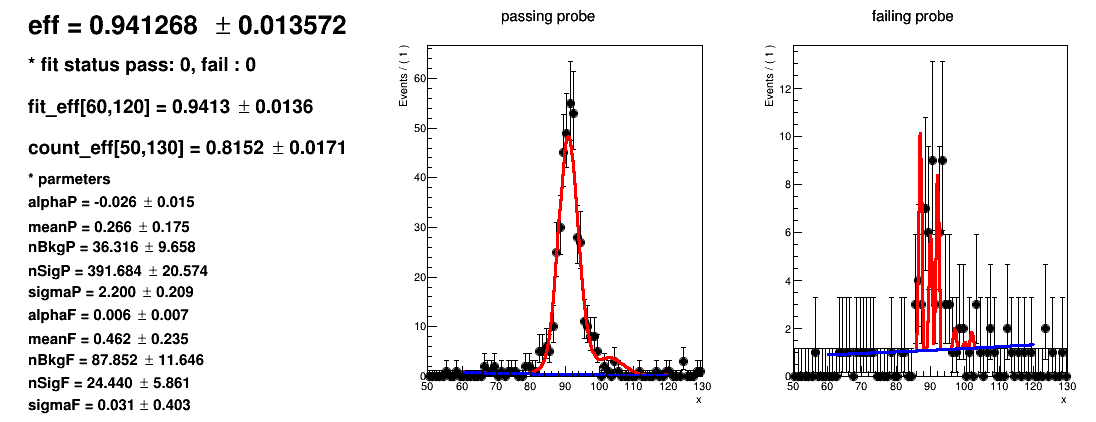 eff = 0.941268 ± 0.013572
* fit status pass: 0, fail : 0
fit_eff[60,120] = 0.9413 ± 0.0136
count_eff[50,130] = 0.8152 ± 0.0171
* parmeters
alphaP = -0.026 ± 0.015
meanP = 0.266 ± 0.175
nBkgP = 36.316 ± 9.658
nSigP = 391.684 ± 20.574
sigmaP = 2.200 ± 0.209
alphaF = 0.006 ± 0.007
meanF = 0.462 ± 0.235
nBkgF = 87.852 ± 11.646
nSigF = 24.440 ± 5.861
sigmaF = 0.031 ± 0.403
passing probe
Events / ( 1 )
60
50
40
30
20
10
0
50 60 70 80 90 100 110 120 130
x
failing probe
Events / ( 1 )
12
10
8
6
4
2
0
50 60 70 80 90 100 110 120 130
x